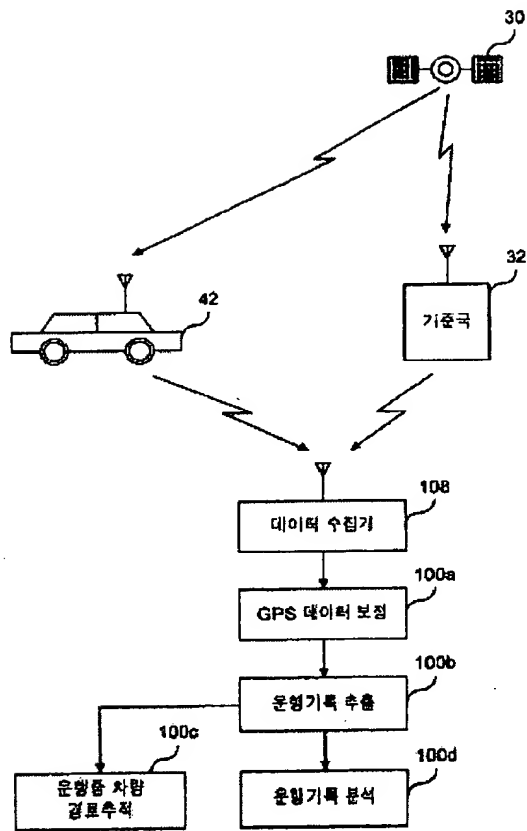 30
32
기준국
42
108
데이터 수집기
100a
GPS 데이터 보정
100b
운행기록 추출
100c
운행중 차량
경로추적
100d
운행기록 분석